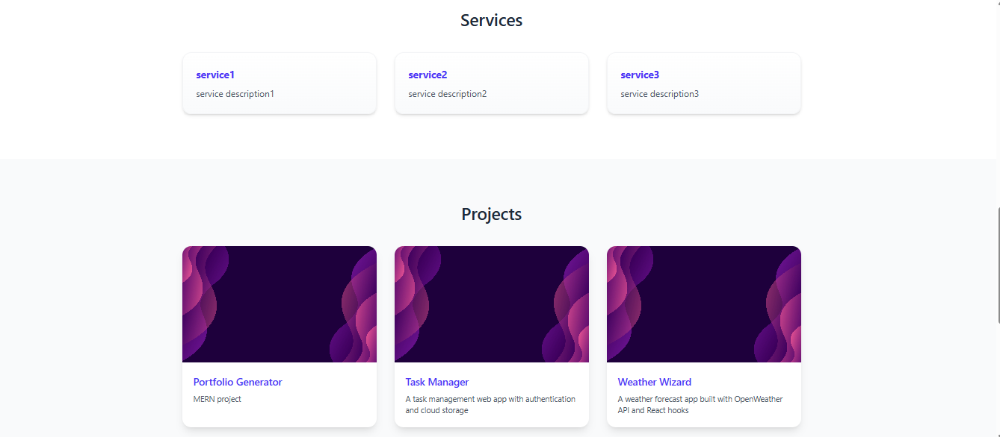 Services
service1
service description1
service2
service description2
service3
service description3
Projects
Portfolio Generator
MERN project
Task Manager
A task management web app with authentication
and cloud storage
Weather Wizard
A weather forecast app built with OpenWeather
API and React hooks